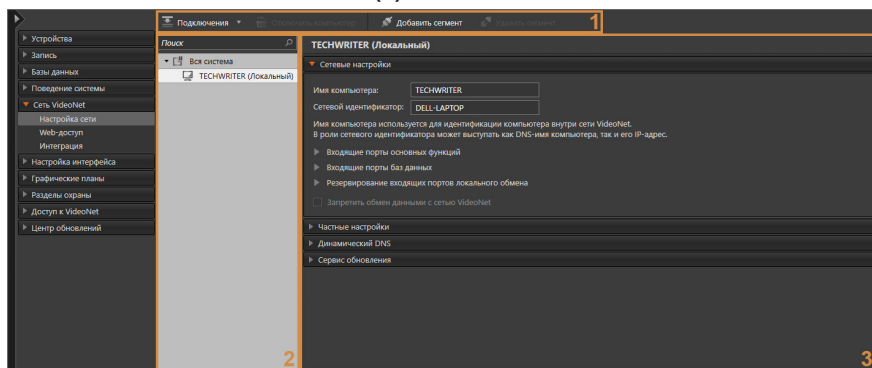 Подключения
Отключить компьютер
Добавить сегмент
Удалить сегмент
1
Устройства
Запись
Базы данных
Поведение системы
Сеть VideoNet
Настройка сети
Web-доступ
Интеграция
Настройка интерфейса
Графические планы
Разделы охраны
Доступ к VideoNet
Центр обновлений
Поиск
Вся система
TECHWRITER (Локальный)
2
TECHWRITER (Локальный)
Сетевые настройки
Имя компьютера: TECHWRITER
Сетевой идентификатор: DELL-LAPTOP
Имя компьютера используется для идентификации компьютера внутри сети VideoNet.
В роли сетевого идентификатора может выступать как DNS-имя компьютера, так и его IP-адрес.
Входящие порты основных функций
Входящие порты баз данных
Резервирование входящих портов локального обмена
Запретить обмен данными с сетью VideoNet
Частные настройки
Динамический DNS
Сервис обновления
3